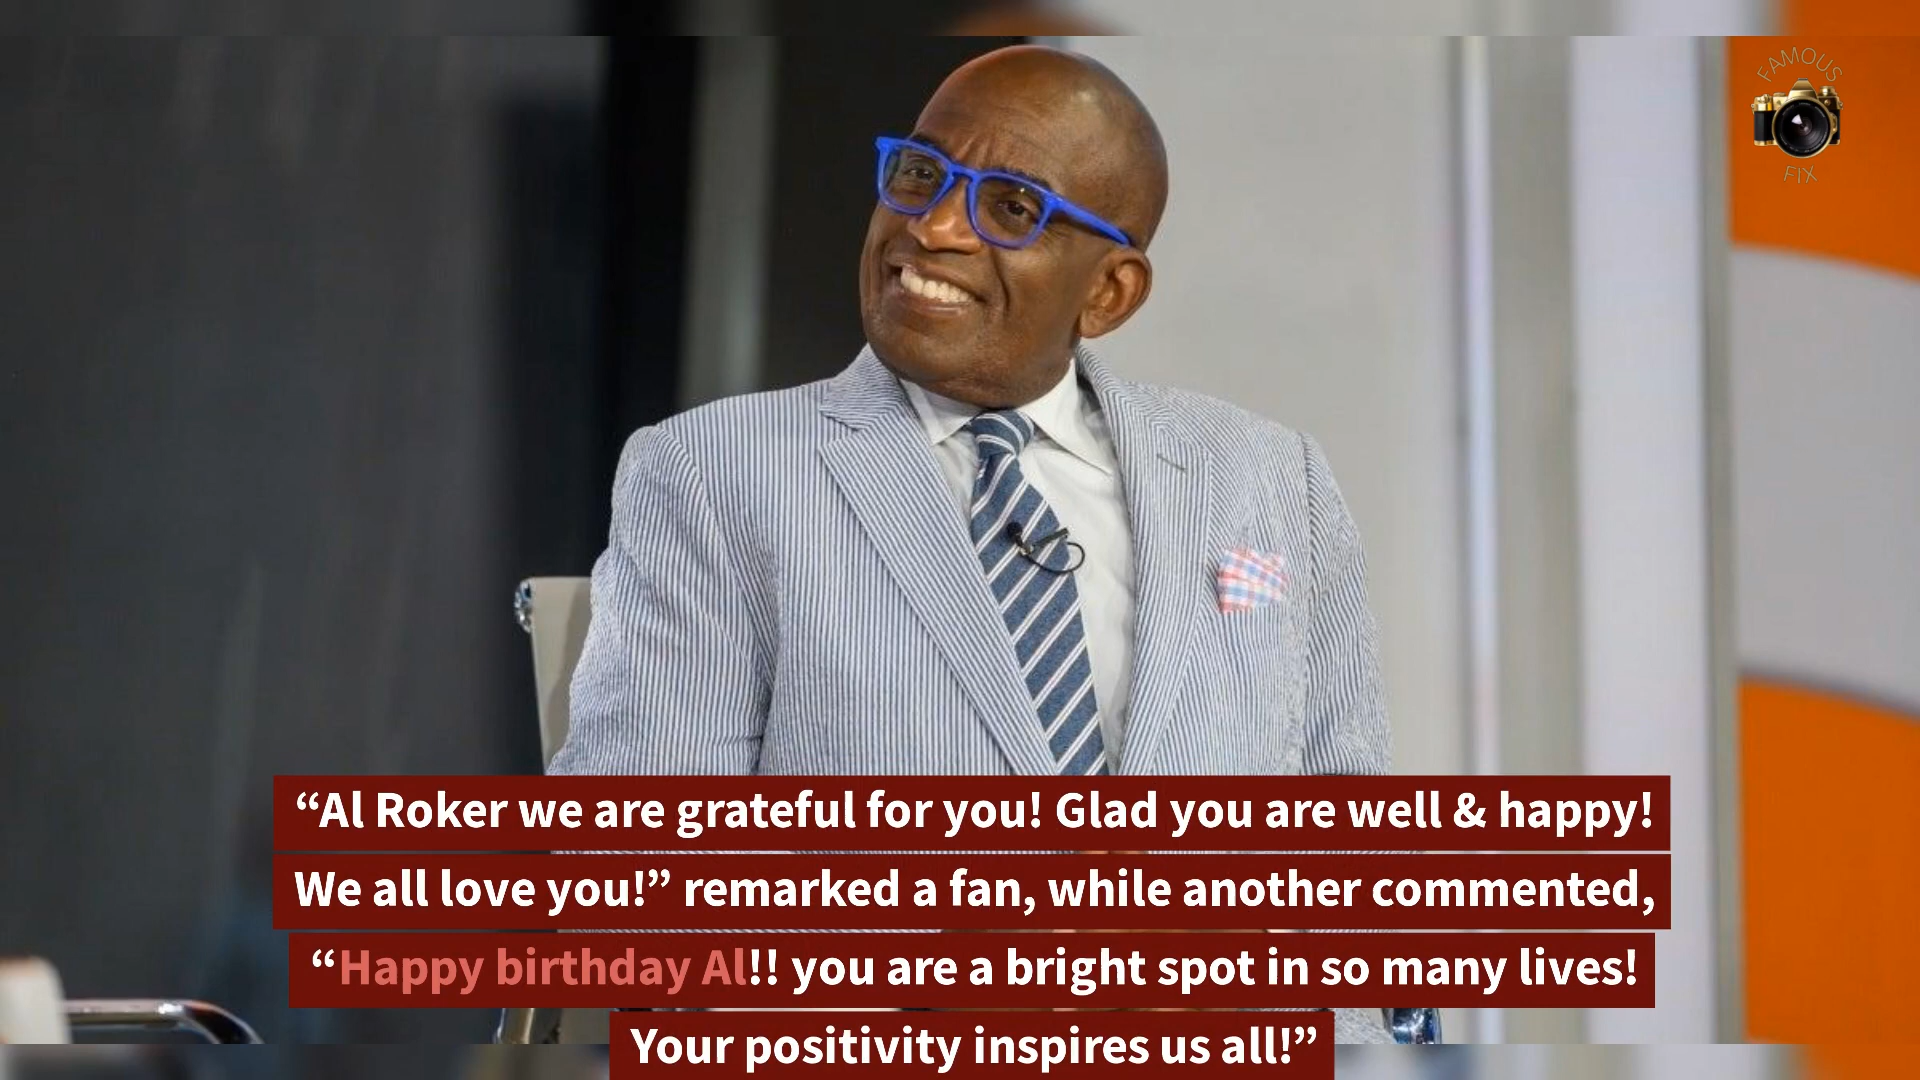 FAMOUS
FIX
“Al Roker we are grateful for you! Glad you are well & happy!
We all love you!” remarked a fan, while another commented,
“Happy birthday Al!! you are a bright spot in so many lives!
Your positivity inspires us all!”